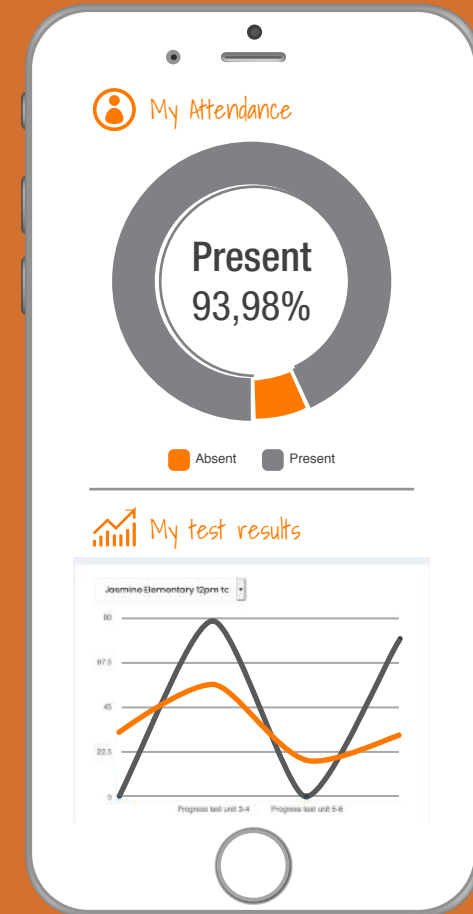 My Attendance
Present
93,98%
Absent
Present
My test results
Jasmine Elementary 12pm to
90
67.5
45
22.5
0
Progress test unit 3-4
Progress test unit 5-6